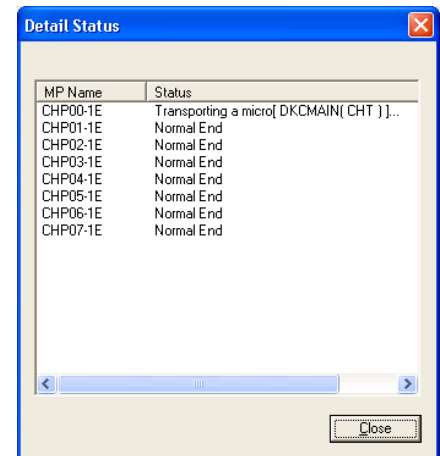 Detail Status
MP Name Status
CHP00-1E Transporting a micro[ DKCMAIN( CHT ) ]...
CHP01-1E Normal End
CHP02-1E Normal End
CHP03-1E Normal End
CHP04-1E Normal End
CHP05-1E Normal End
CHP06-1E Normal End
CHP07-1E Normal End
Close